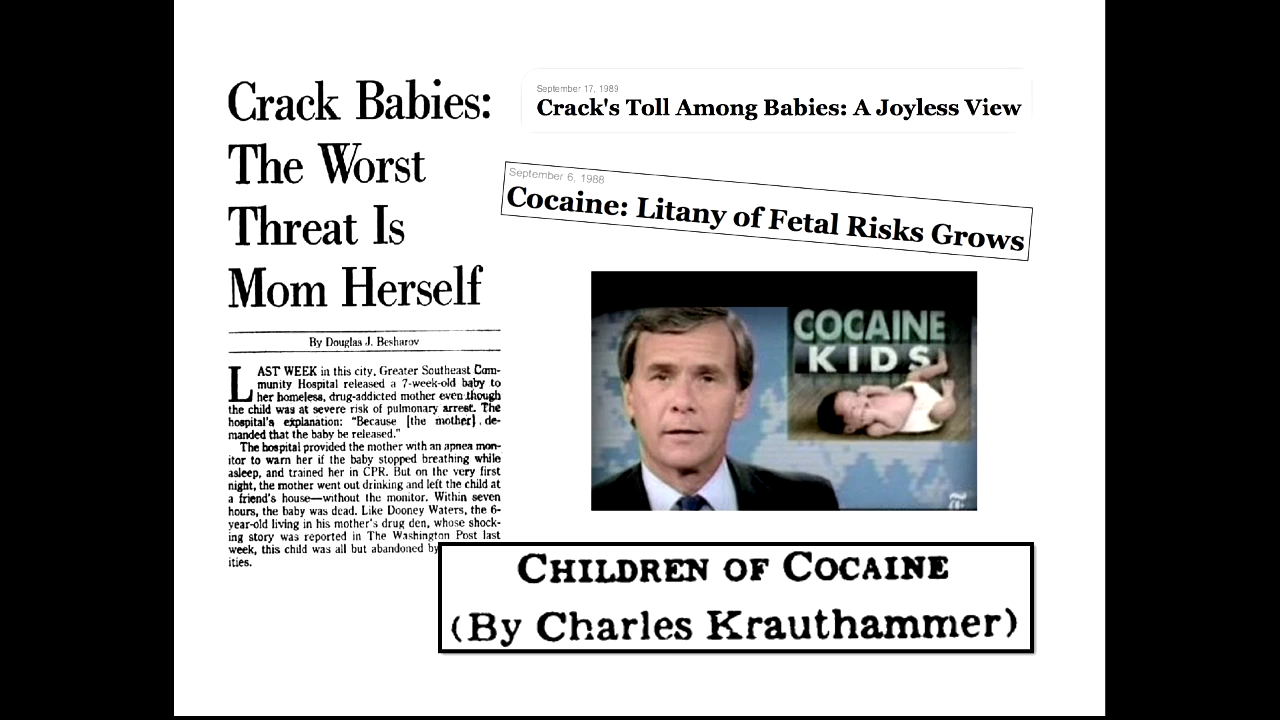 Crack Babies:
The Worst
Threat Is
Mom Herself
By Douglas J. Besharov
LAST WEEK in this city, Greater Southeast Com-
munity Hospital released a 7-week-old baby to
her homeless, drug-addicted mother even though
the child was at severe risk of pulmonary arrest. The
hospital's explanation: "Because [the mother] de-
manded that the baby be released."
The hospital provided the mother with an apnea mon-
itor to warn her if the baby stopped breathing while
asleep, and trained her in CPR. But on the very first
night, the mother went out drinking and left the child at
a friend's house—without the monitor. Within seven
hours, the baby was dead. Like Dooney Waters, the 6-
year-old living in his mother's drug den, whose shock-
ing story was reported in The Washington Post last
week, this child was all but abandoned by
ities.
September 17, 1989
Crack's Toll Among Babies: A Joyless View
September 6, 1988
Cocaine: Litany of Fetal Risks Grows
COCAINE
KIDS
CHILDREN OF COCAINE
(By Charles Krauthammer)